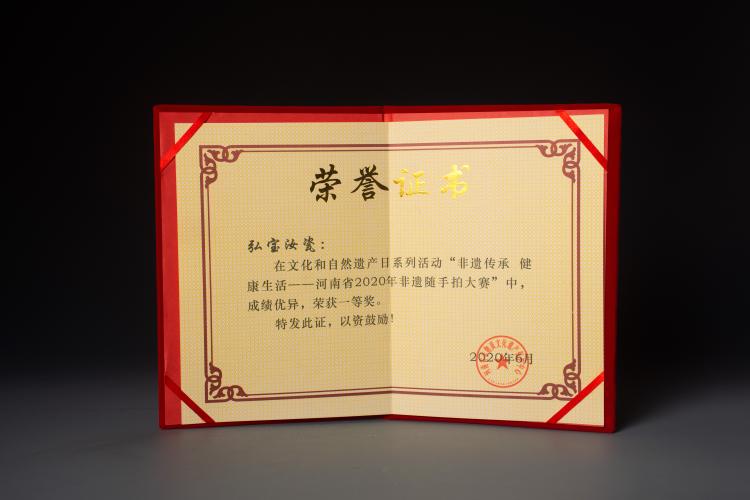 荣誉证书
弘宝汝瓷：
在文化和自然遗产日系列活动“非遗传承 健
康生活——河南省2020年非遗随手拍大赛”中，
成绩优异，荣获一等奖。
特发此证，以资鼓励！
2020年6月